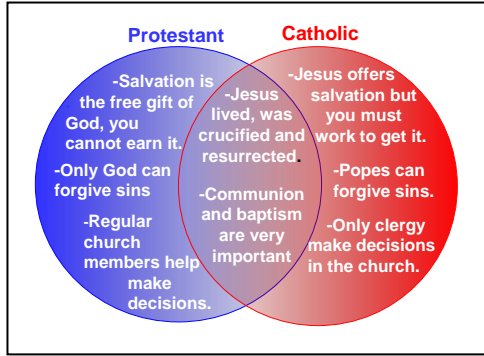 Protestant
Catholic
-Salvation is
the free gift of
God, you
cannot earn it.
-Only God can
forgive sins
-Regular
church
members help
make
decisions.
-Jesus
lived, was
crucified and
resurrected.
-Communion
and baptism
are very
important
-Jesus offers
salvation but
you must
work to get it.
-Popes can
forgive sins.
-Only clergy
make decisions
in the church.